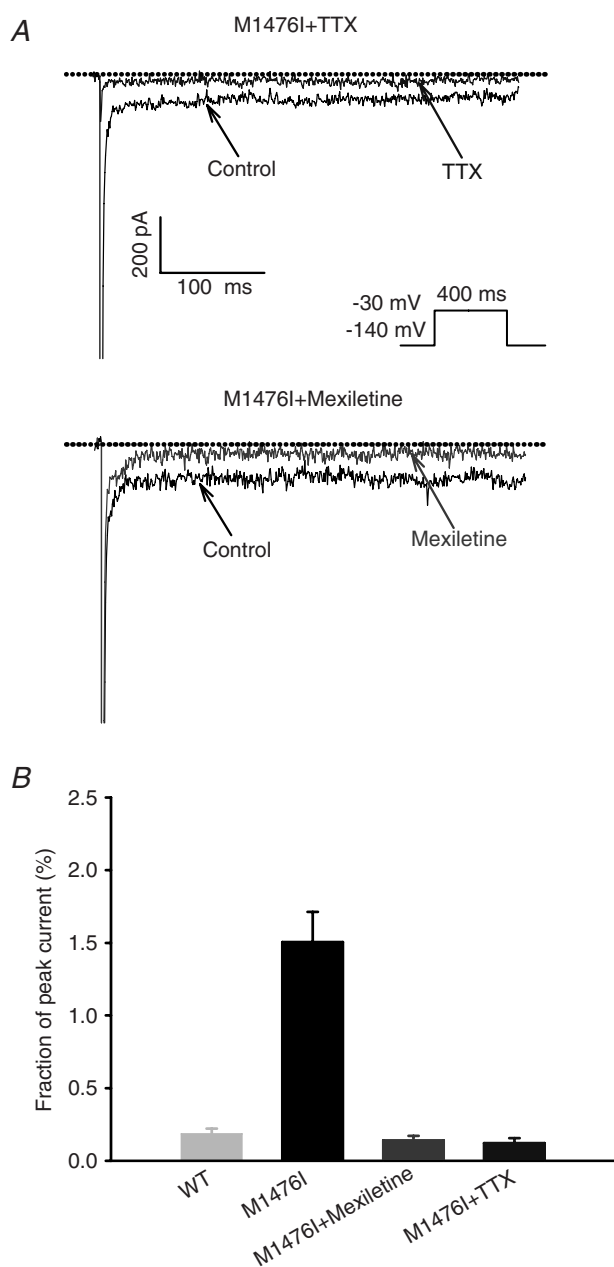 A
M1476I+TTX
Control
TTX
200 pA
100 ms
-30 mV
400 ms
-140 mV
M1476I+Mexiletine
Control
Mexiletine
B
Fraction of peak current (%)
2.5
2.0
1.5
1.0
0.5
0.0
WT
M1476I
M1476I+Mexiletine
M1476I+TTX